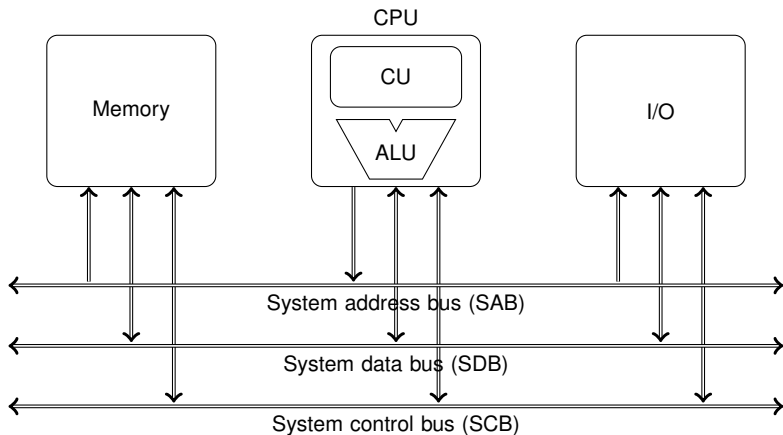 CPU
Memory
CU
ALU
I/O
System address bus (SAB)
System data bus (SDB)
System control bus (SCB)